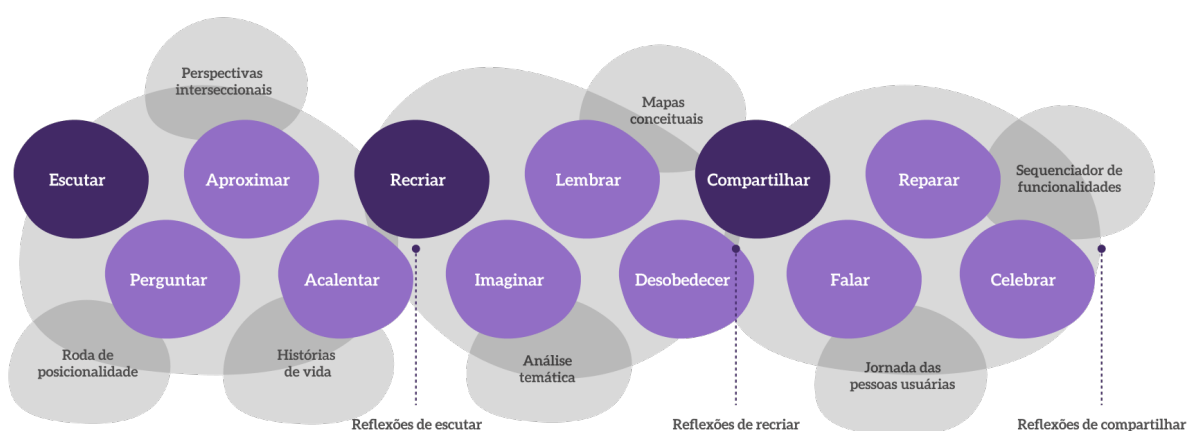 Perspectivas
interseccionais
Mapas
conceituais
Escutar
Aproximar
Recriar
Lembrar
Compartilhar
Reparar
Sequenciador de
funcionalidades
Perguntar
Acalentar
Imaginar
Desobedecer
Falar
Celebrar
Roda de
posicionalidade
Histórias
de vida
Análise
temática
Jornada das
pessoas usuárias
Reflexões de escutar
Reflexões de recriar
Reflexões de compartilhar